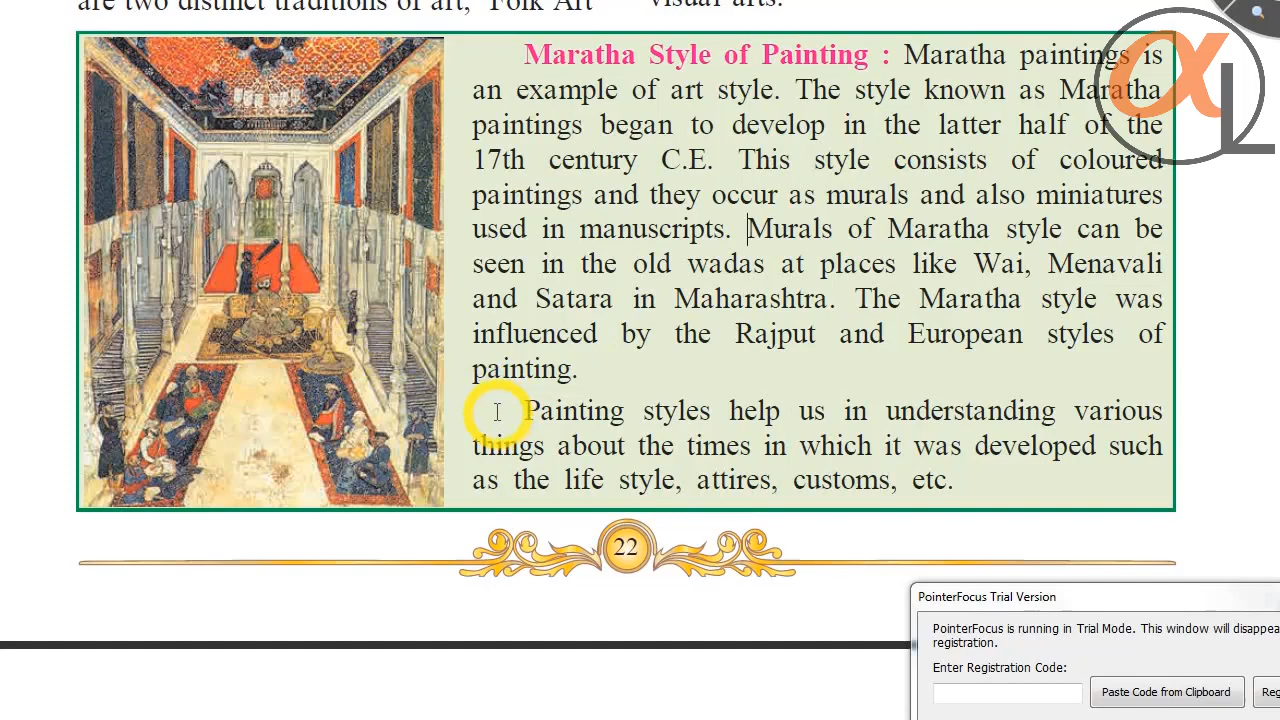 are two distinct traditions of art, 'Folk Art
visual arts.
Maratha Style of Painting : Maratha paintings is
an example of art style. The style known as Maratha
paintings began to develop in the latter half of the
17th century C.E. This style consists of coloured
paintings and they occur as murals and also miniatures
used in manuscripts. Murals of Maratha style can be
seen in the old wadas at places like Wai, Menavali
and Satara in Maharashtra. The Maratha style was
influenced by the Rajput and European styles of
painting.
Painting styles help us in understanding various
things about the times in which it was developed such
as the life style, attires, customs, etc.
22
αL
PointerFocus Trial Version
PointerFocus is running in Trial Mode. This window will disappea
registration.
Enter Registration Code:
Paste Code from Clipboard
Reg